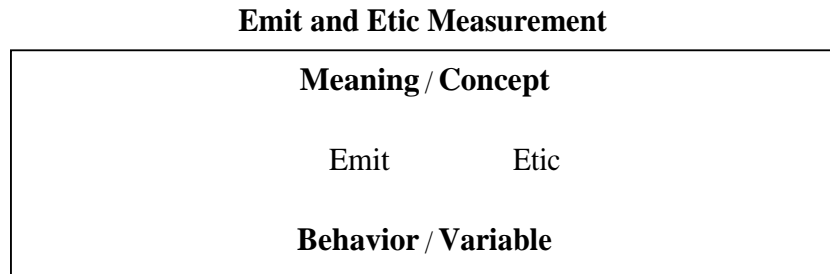 Emit and Etic Measurement
Meaning / Concept
Emit Etic
Behavior / Variable